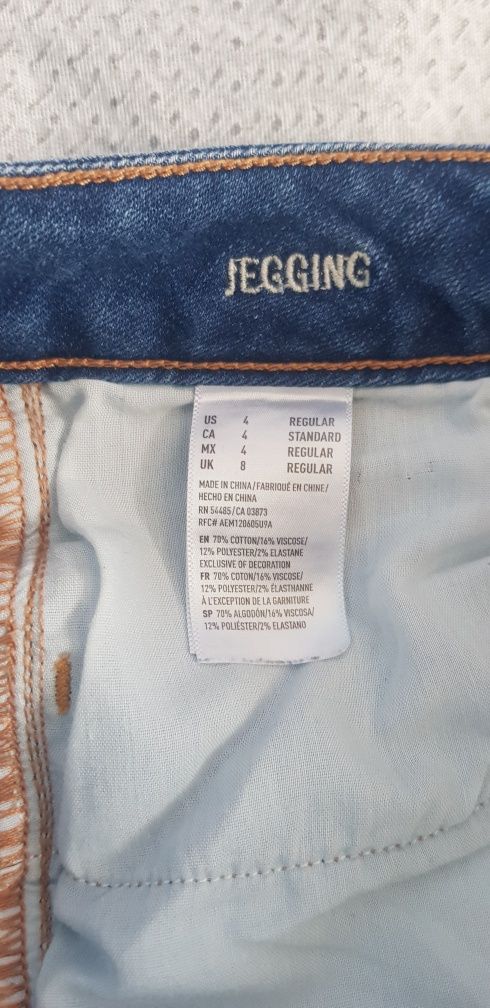 JEGGING
US 4 REGULAR
CA 4 STANDARD
MX 4 REGULAR
UK 8 REGULAR
MADE IN CHINA/FABRIQUÉ EN CHINE/
HECHO EN CHINA
RN 54485/CA 03873
RFC# AEM120605U9A
EN 70% COTTON/16% VISCOSE/
12% POLYESTER/2% ELASTANE
EXCLUSIVE OF DECORATION
FR 70% COTON/16% VISCOSE/
12% POLYESTER/2% ÉLASTHANNE
À L'EXCEPTION DE LA GARNITURE
SP 70% ALGODÓN/16% VISCOSA/
12% POLIÉSTER/2% ELASTANO